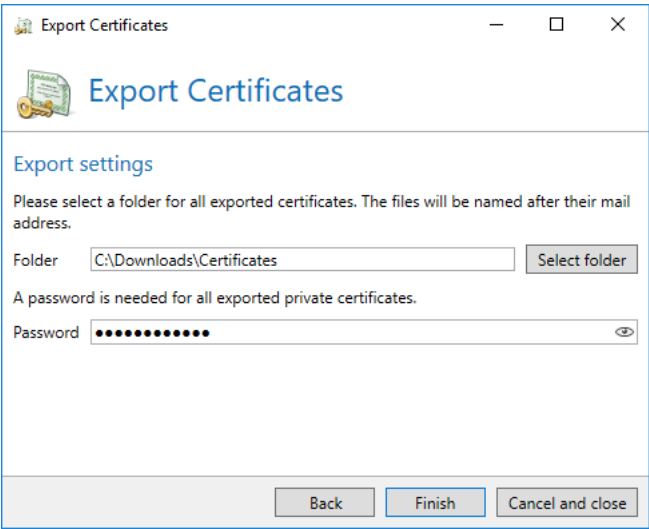 Export Certificates
Export Certificates
Export settings
Please select a folder for all exported certificates. The files will be named after their mail
address.
Folder C:\Downloads\Certificates Select folder
A password is needed for all exported private certificates.
Password ●●●●●●●●●●●●
Back Finish Cancel and close